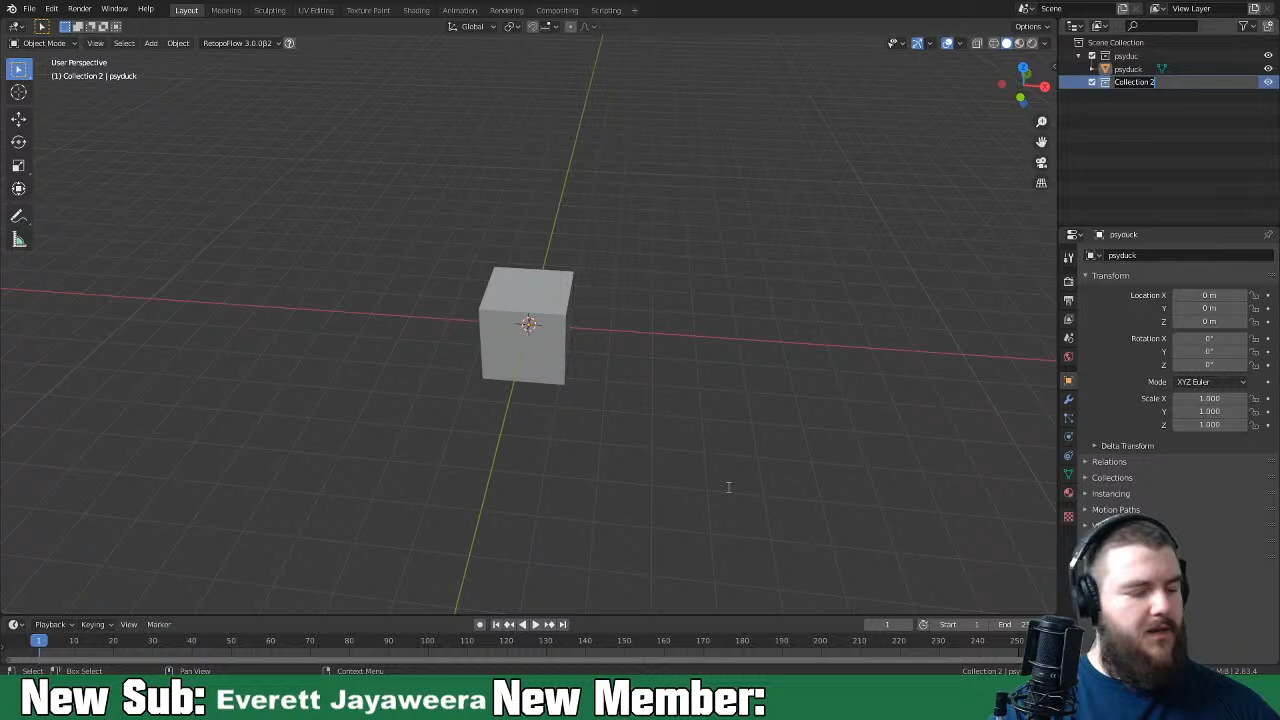 File Edit Render Window Help Layout Modeling Sculpting UV Editing Texture Paint Shading Animation Rendering Compositing Scripting + Scene View Layer
Global Options
Object Mode View Select Add Object RetopoFlow 3.0.0β2
User Perspective
(1) Collection 2 | psyduck
Scene Collection
psyduc
psyduck
Collection 2
X
Z
psyduck
psyduck
Transform
Location X 0 m
Y 0 m
Z 0 m
Rotation X 0°
Y 0°
Z 0°
Mode XYZ Euler
Scale X 1.000
Y 1.000
Z 1.000
Delta Transform
Relations
Collections
Instancing
Motion Paths
Playback Keying View Marker 1 Start 1 End
1 10 20 30 40 50 60 70 80 90 100 110 120 130 140 150 160 170 180 190 200 210 220 230 240
Select Box Select Pan View Context Menu Collection 2 | psyduck 2.83.4
New Sub: Everett Jayaweera New Member: